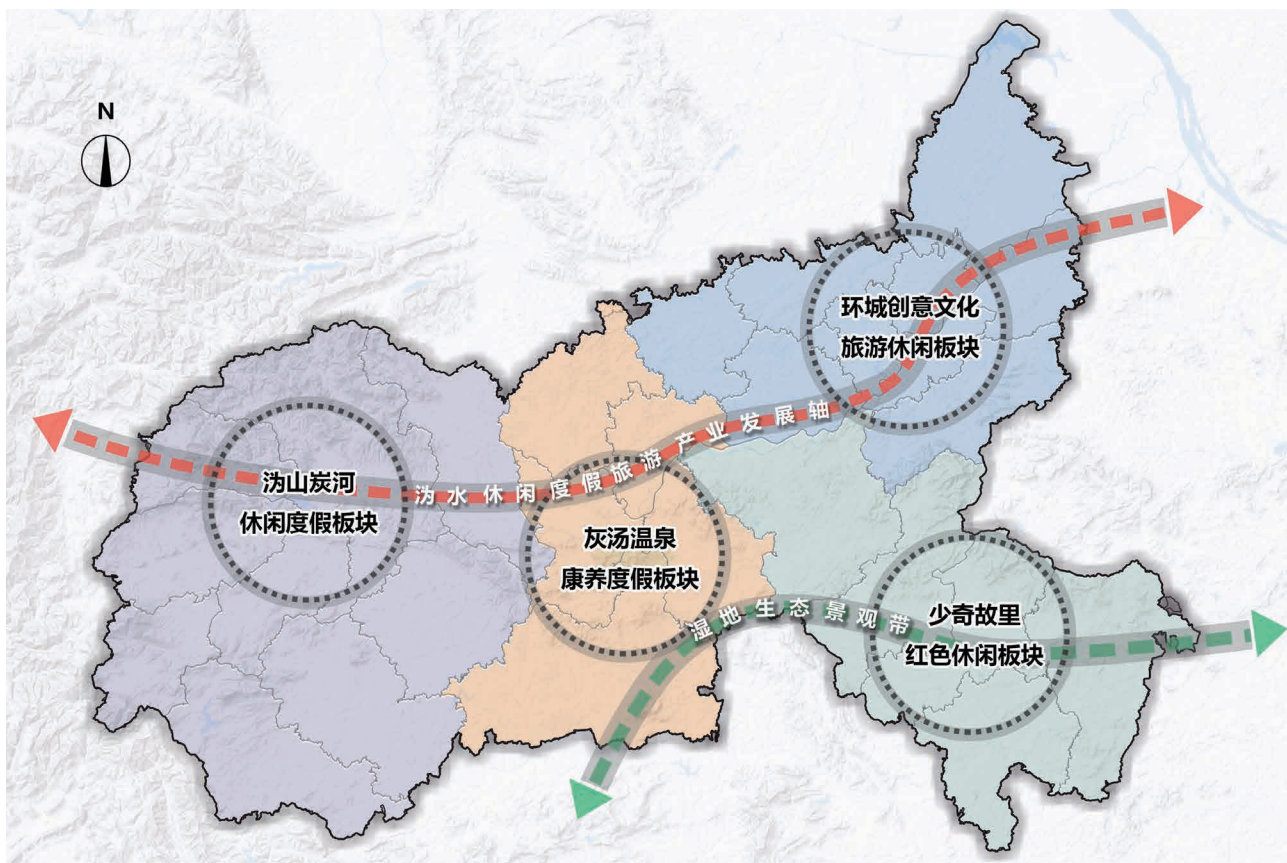 N
环城创意文化
旅游休闲板块
沩水休闲度假旅游产业发展轴
沩山炭河
休闲度假板块
灰汤温泉
康养度假板块
湿地生态景观带
少奇故里
红色休闲板块